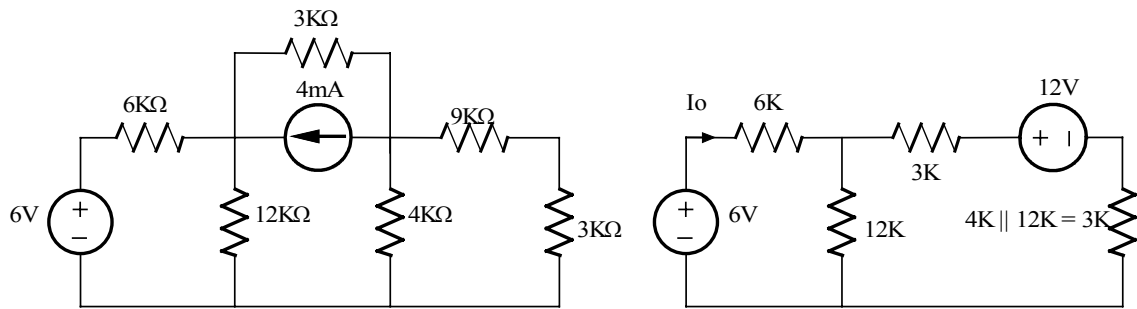 3KΩ
4mA
6KΩ
9KΩ
6V
+
−
12KΩ
4KΩ
3KΩ
Io
6K
12V
+ −
3K
6V
+
−
12K
4K || 12K = 3K